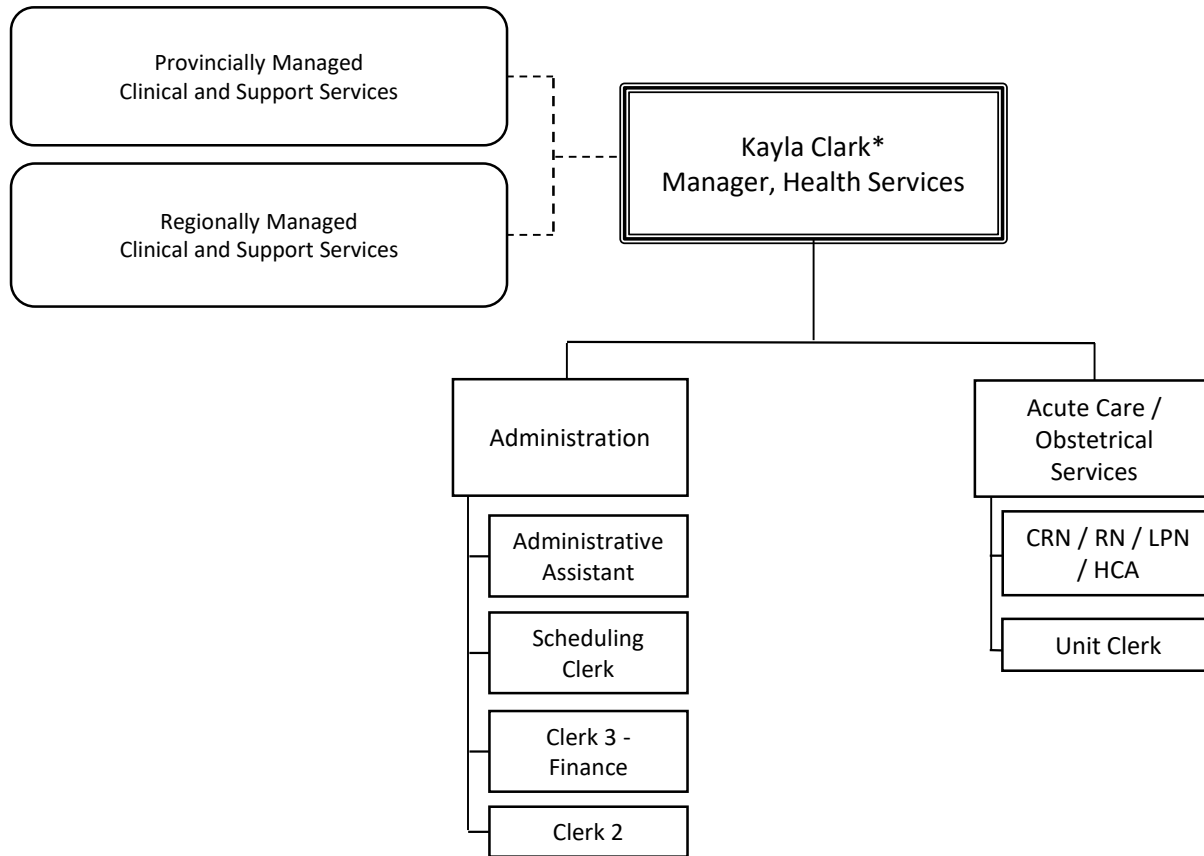 Provincially Managed
Clinical and Support Services
Kayla Clark*
Manager, Health Services
Regionally Managed
Clinical and Support Services
Administration
Acute Care /
Obstetrical
Services
Administrative
Assistant
CRN / RN / LPN
/ HCA
Scheduling
Clerk
Unit Clerk
Clerk 3 -
Finance
Clerk 2